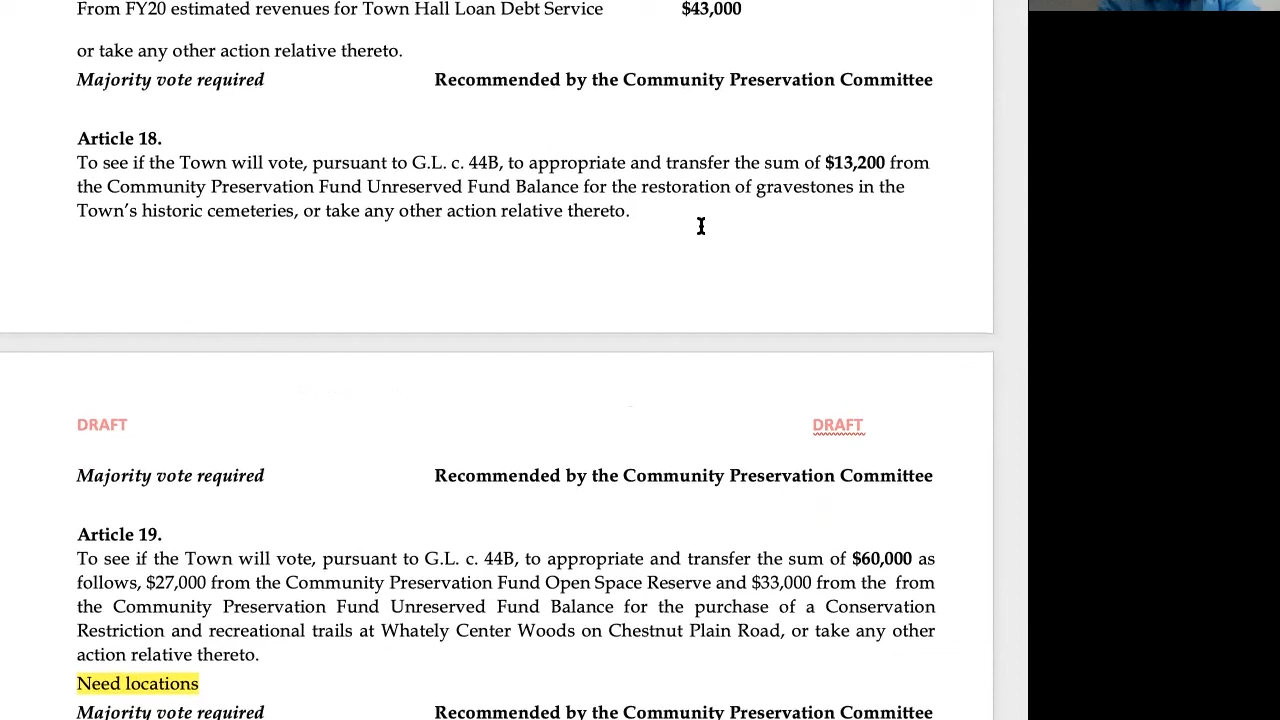 From FY20 estimated revenues for Town Hall Loan Debt Service $43,000
or take any other action relative thereto.
Majority vote required Recommended by the Community Preservation Committee
Article 18.
To see if the Town will vote, pursuant to G.L. c. 44B, to appropriate and transfer the sum of $13,200 from
the Community Preservation Fund Unreserved Fund Balance for the restoration of gravestones in the
Town's historic cemeteries, or take any other action relative thereto.
DRAFT DRAFT
Majority vote required Recommended by the Community Preservation Committee
Article 19.
To see if the Town will vote, pursuant to G.L. c. 44B, to appropriate and transfer the sum of $60,000 as
follows, $27,000 from the Community Preservation Fund Open Space Reserve and $33,000 from the from
the Community Preservation Fund Unreserved Fund Balance for the purchase of a Conservation
Restriction and recreational trails at Whately Center Woods on Chestnut Plain Road, or take any other
action relative thereto.
Need locations
Majority vote required Recommended by the Community Preservation Committee